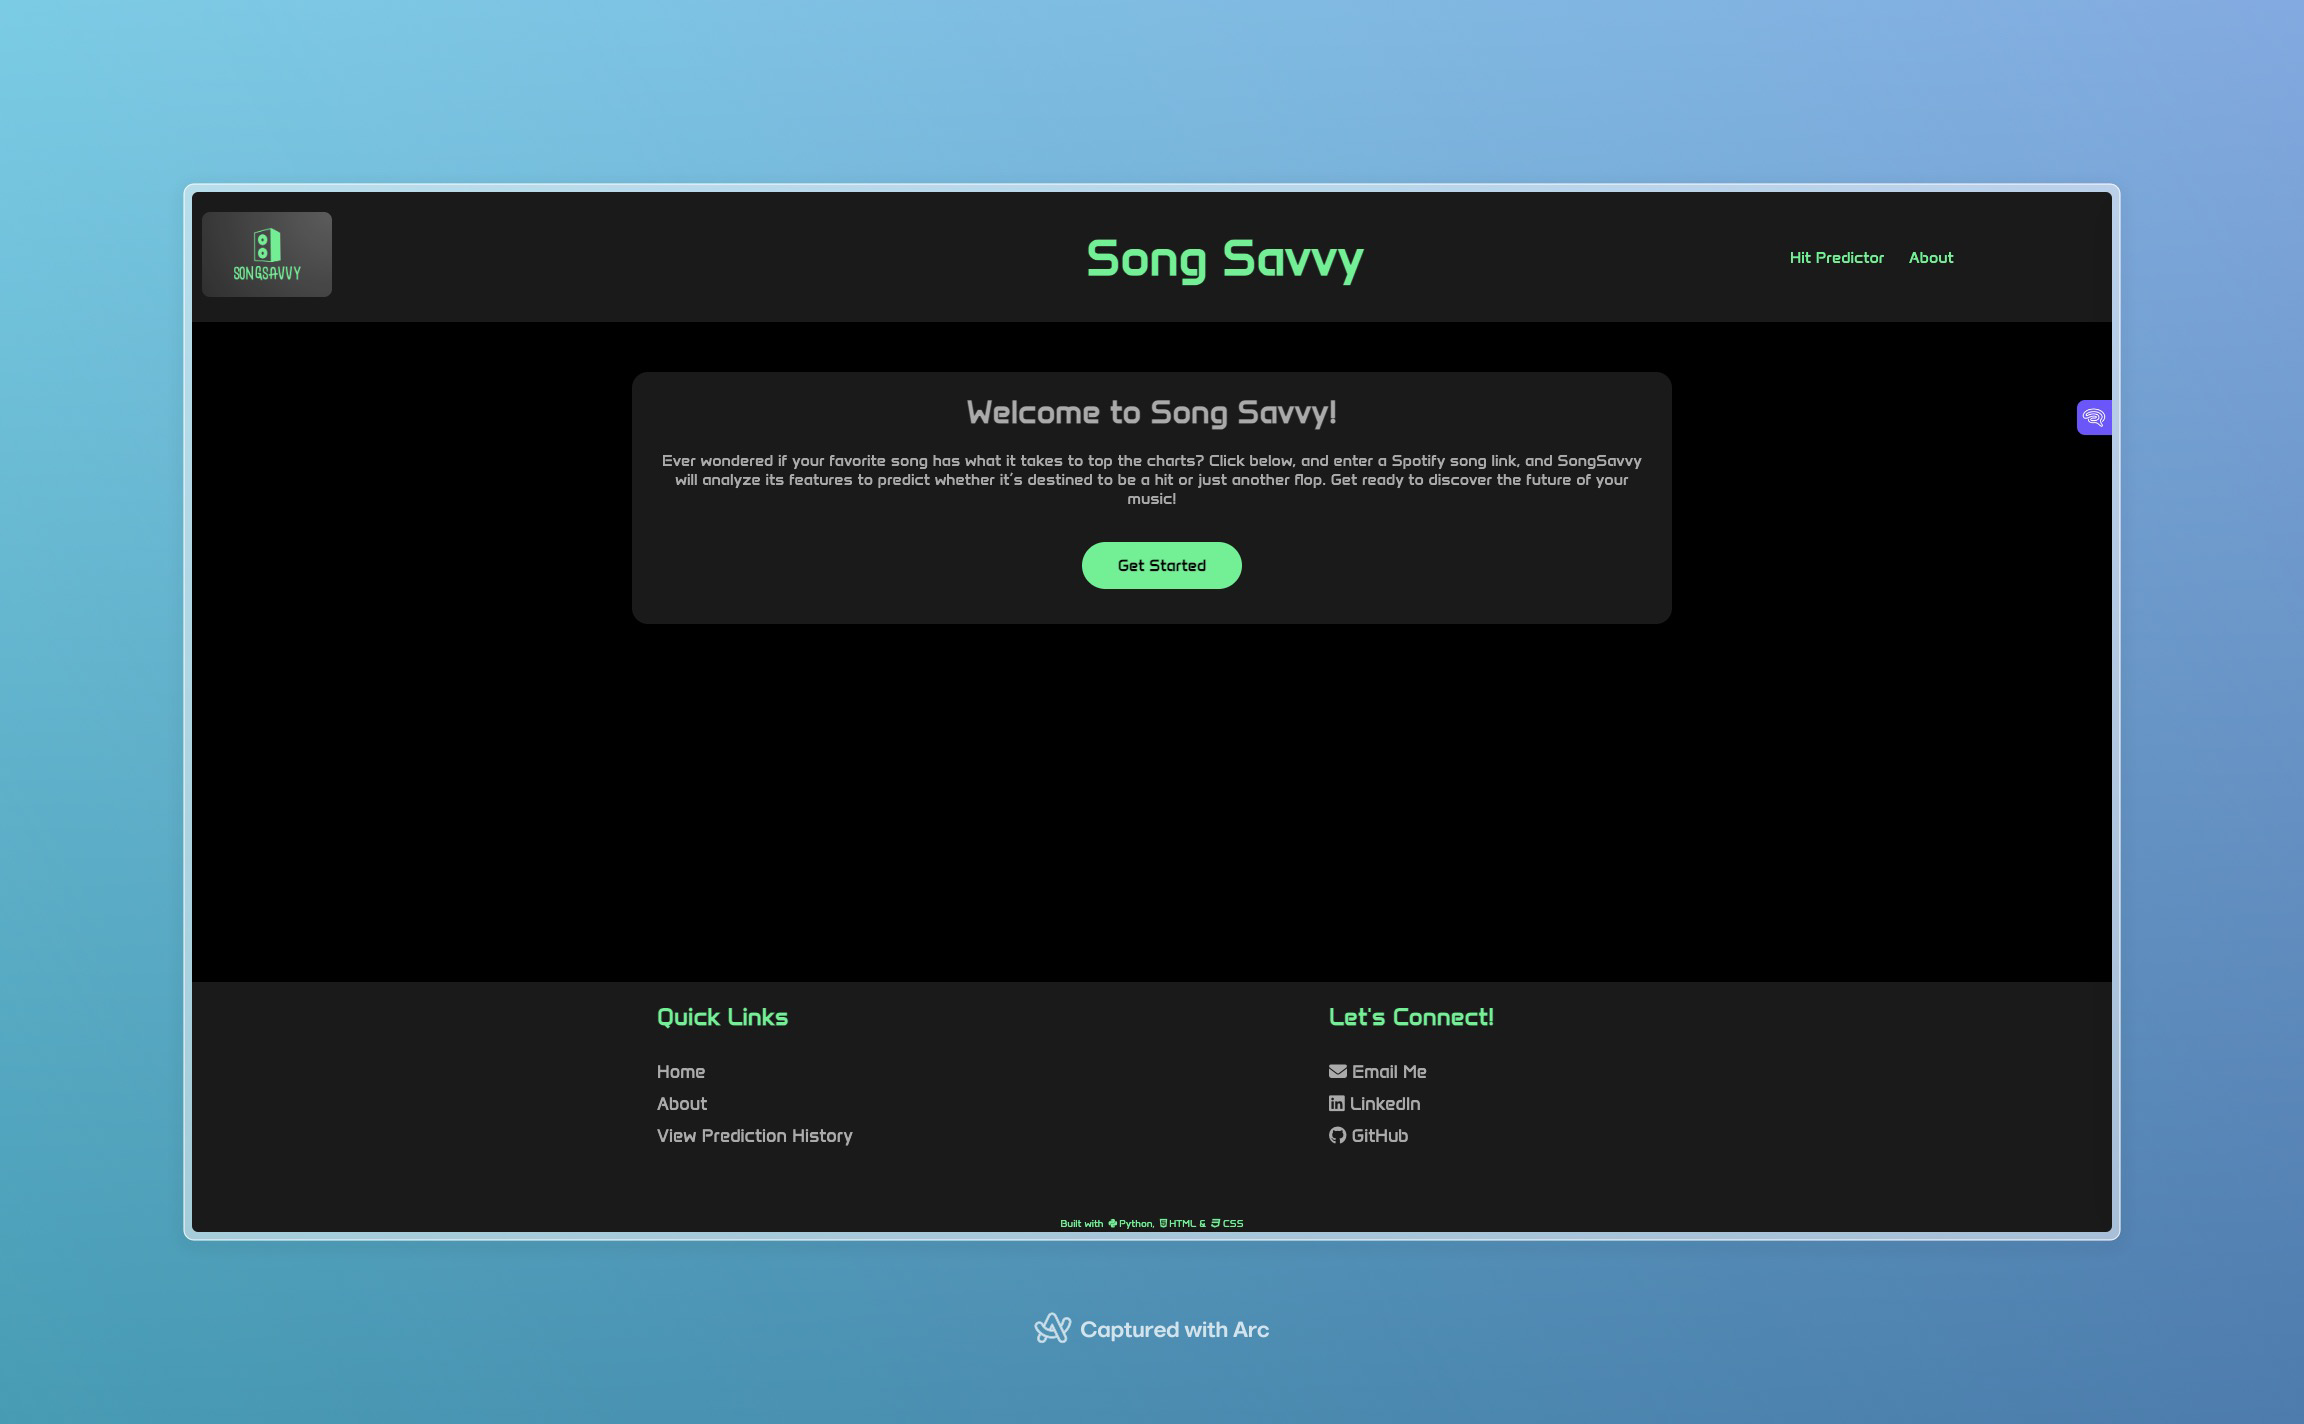 SONGSAVVY
Song Savvy
Hit Predictor About
Welcome to Song Savvy!
Ever wondered if your favorite song has what it takes to top the charts? Click below, and enter a Spotify song link, and SongSavvy
will analyze its features to predict whether it's destined to be a hit or just another flop. Get ready to discover the future of your
music!
Get Started
Quick Links
Home
About
View Prediction History
Let's Connect!
Email Me
LinkedIn
GitHub
Built with Python, HTML & CSS
Captured with Arc